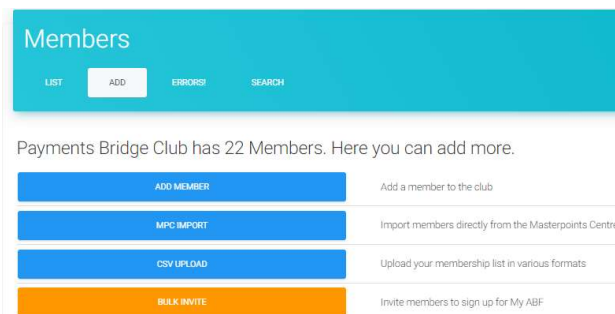 Members
LIST ADD ERRORS! SEARCH
Payments Bridge Club has 22 Members. Here you can add more.
ADD MEMBER Add a member to the club
MPC IMPORT Import members directly from the Masterpoints Centre
CSV UPLOAD Upload your membership list in various formats
BULK INVITE Invite members to sign up for My ABF